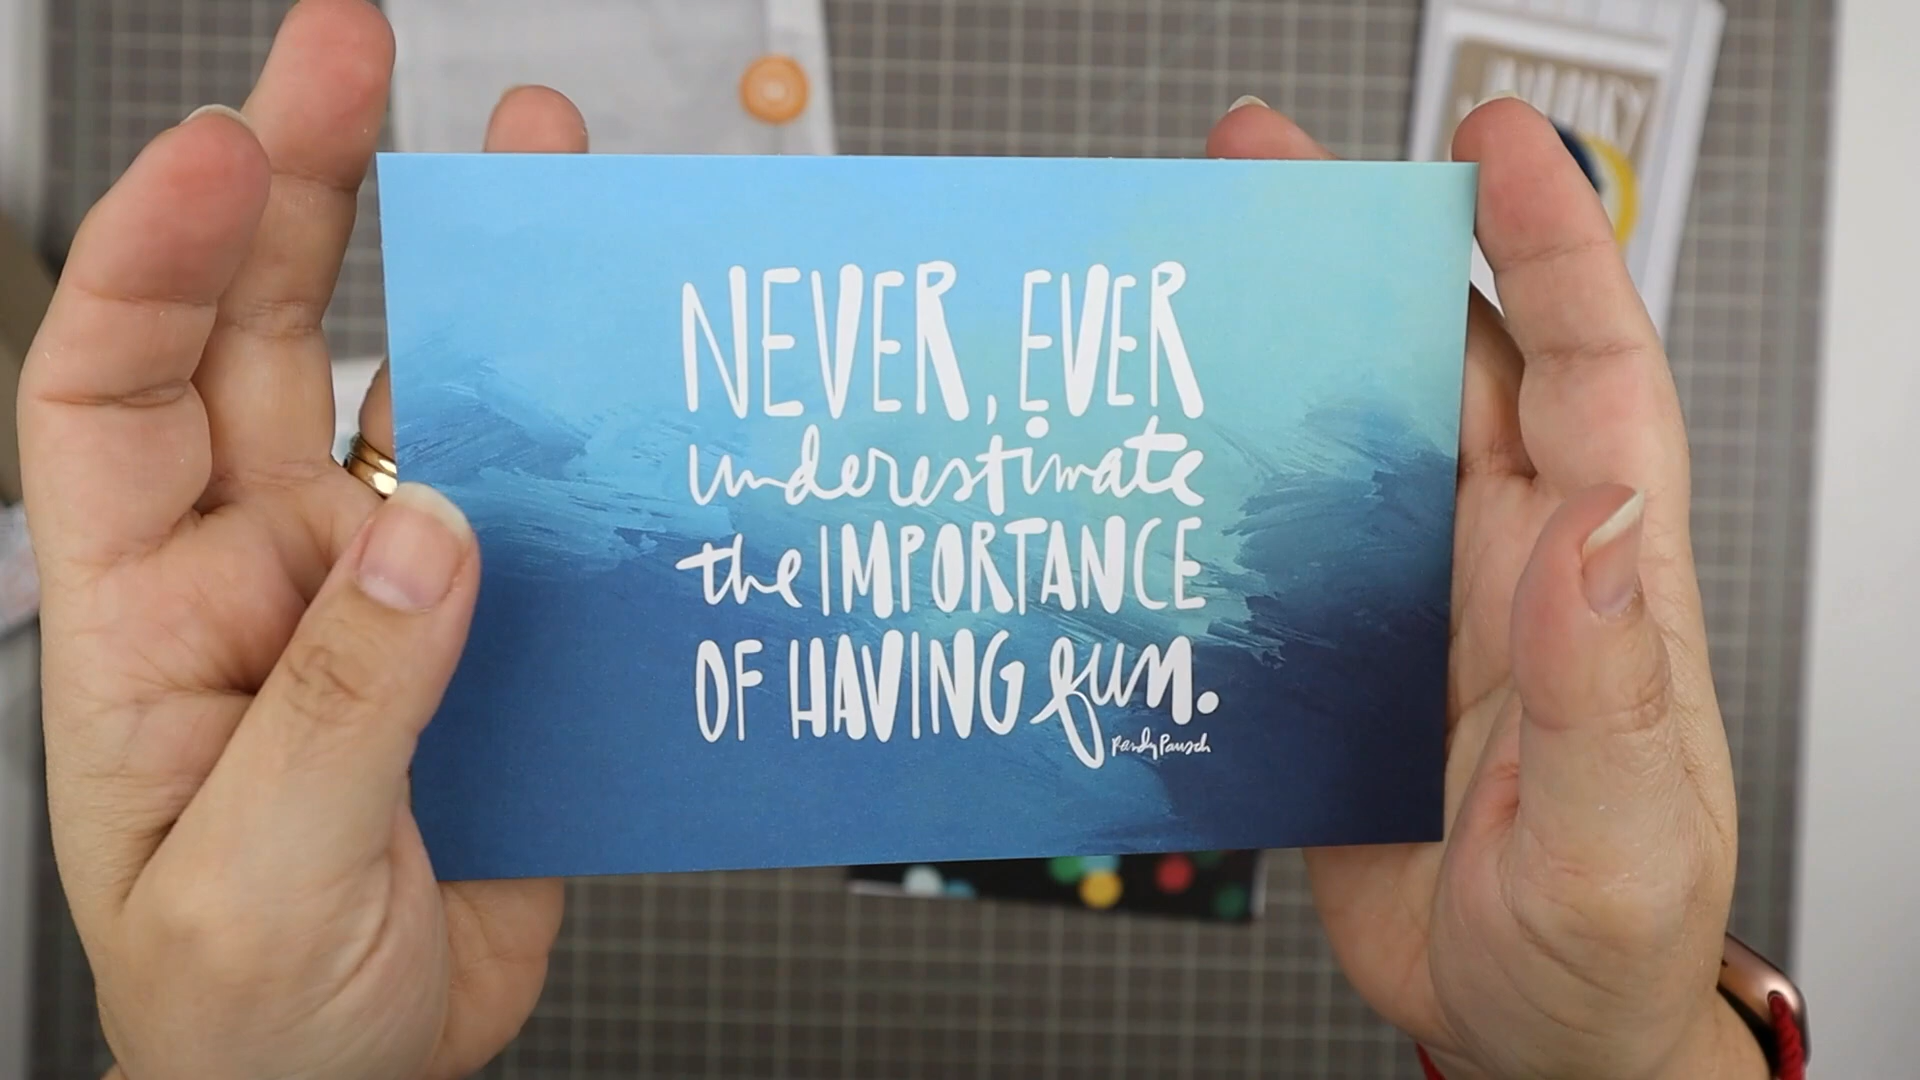 NEVER, EVER
underestimate
the IMPORTANCE
OF HAVING fun.
Randy Pausch